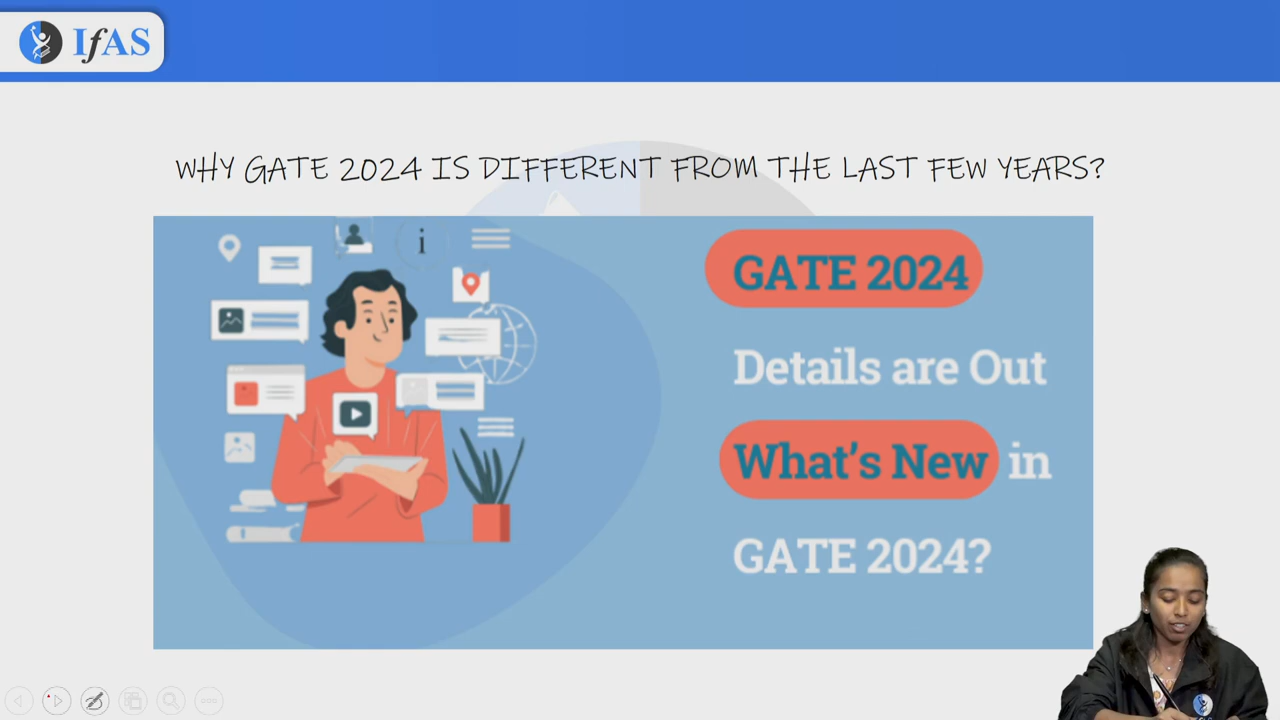 IfAS
WHY GATE 2024 IS DIFFERENT FROM THE LAST FEW YEARS?
i
GATE 2024
Details are Out
What's New in
GATE 2024?